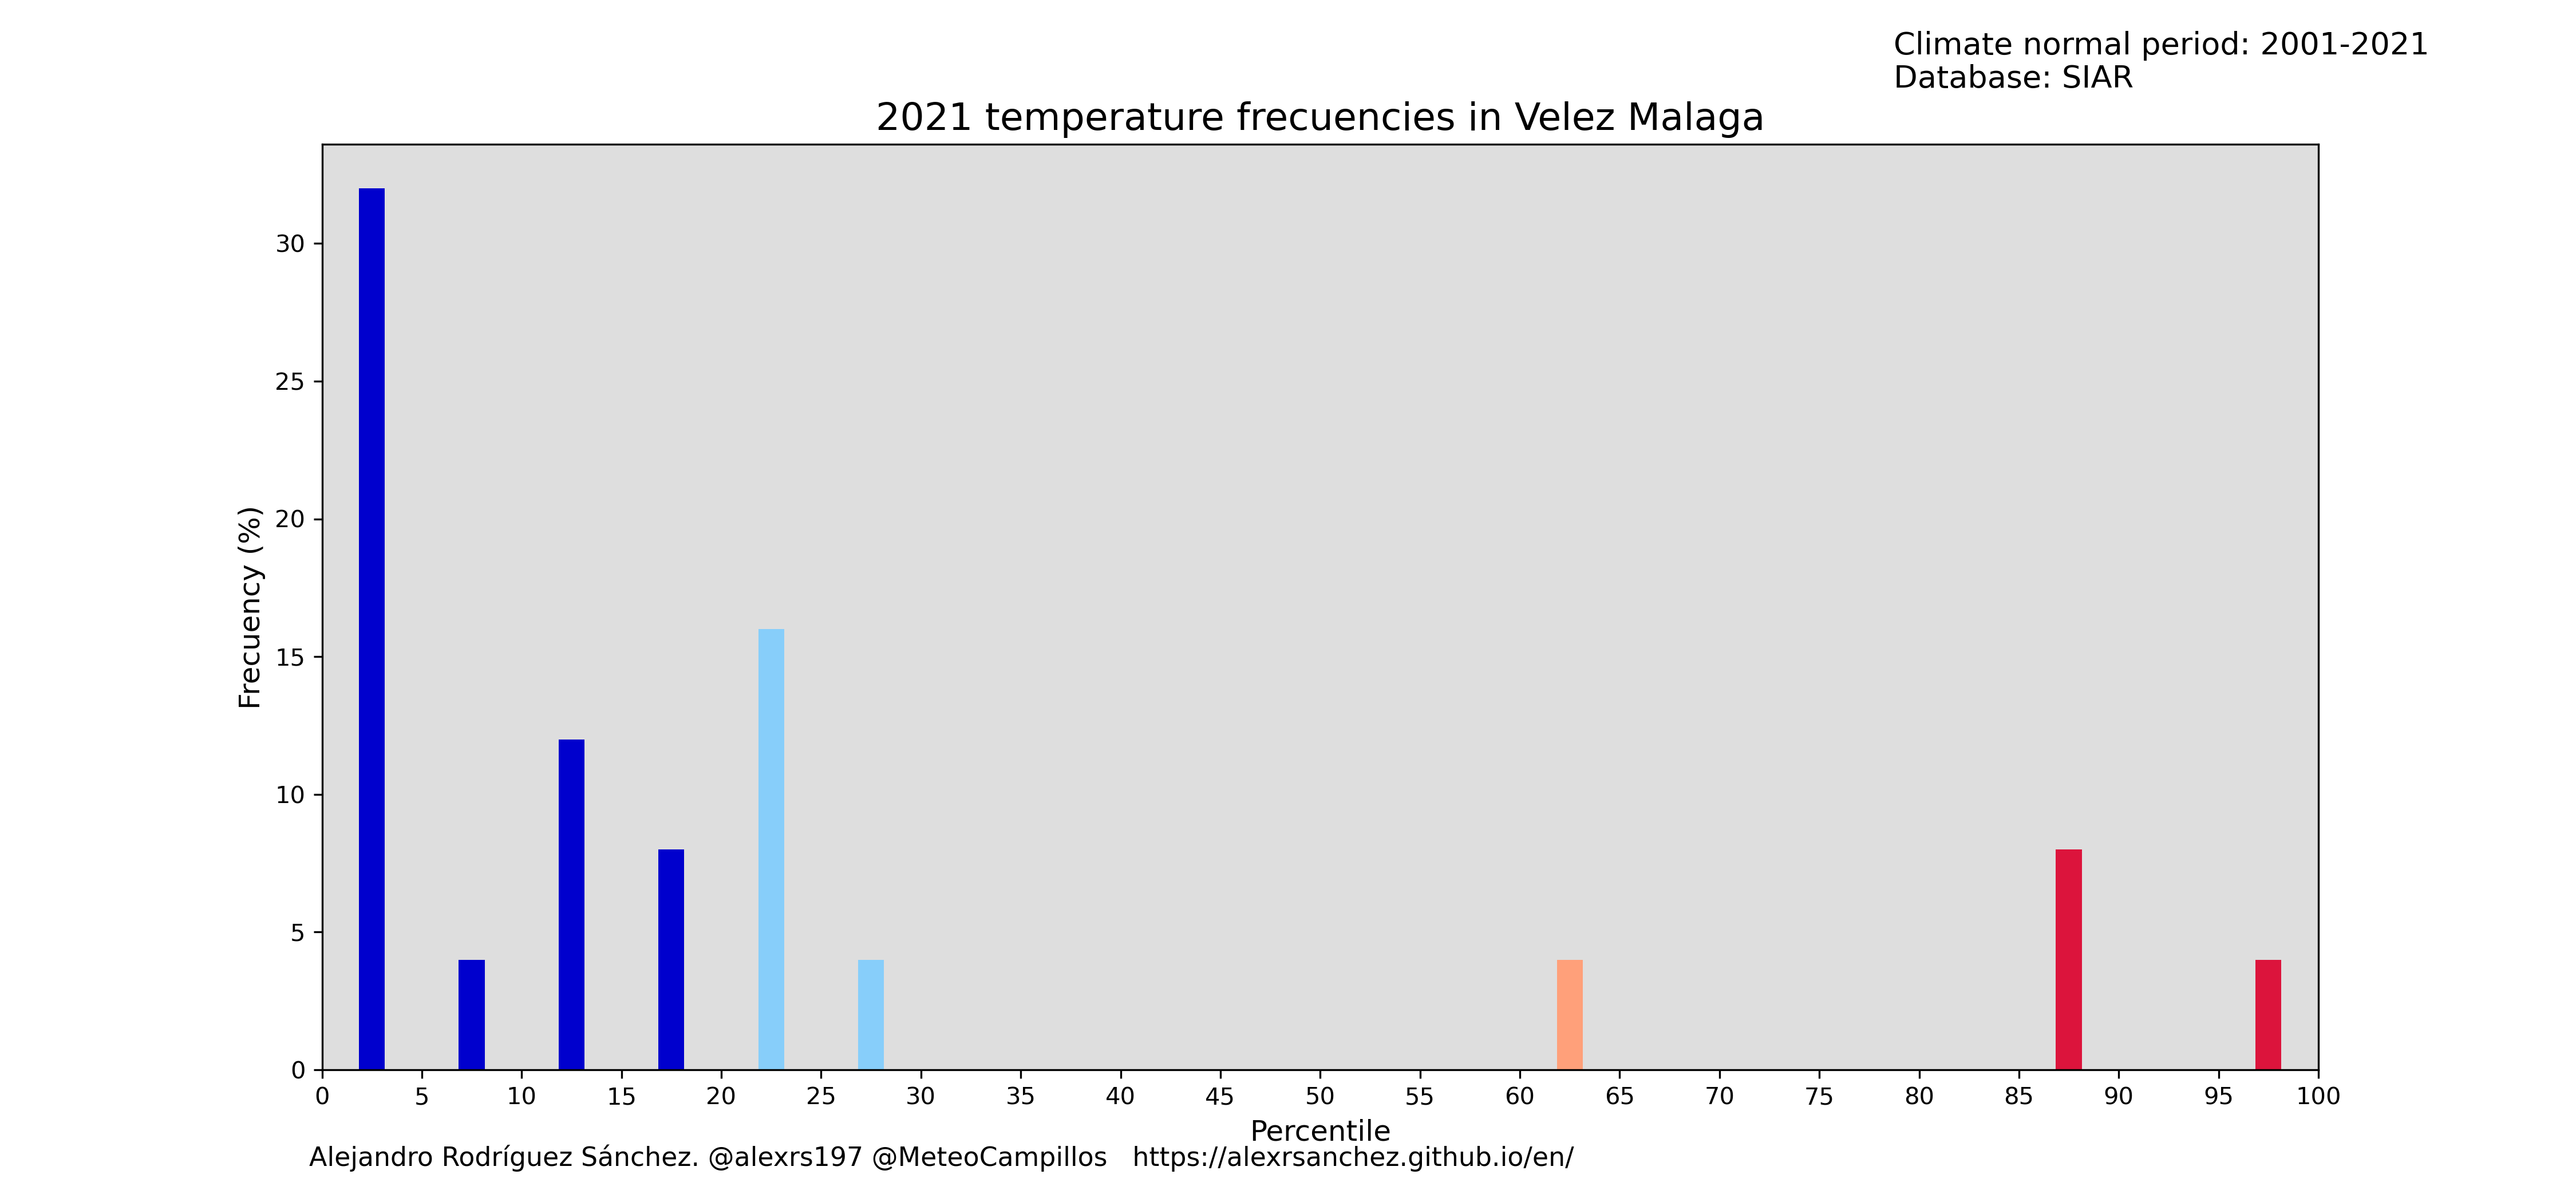 Climate normal period: 2001-2021
Database: SIAR
2021 temperature frecuencies in Velez Malaga
Frecuency (%)
30
25
20
15
10
5
0
0 5 10 15 20 25 30 35 40 45 50 55 60 65 70 75 80 85 90 95 100
Percentile
Alejandro Rodríguez Sánchez. @alexrs197 @MeteoCampillos https://alexrsanchez.github.io/en/